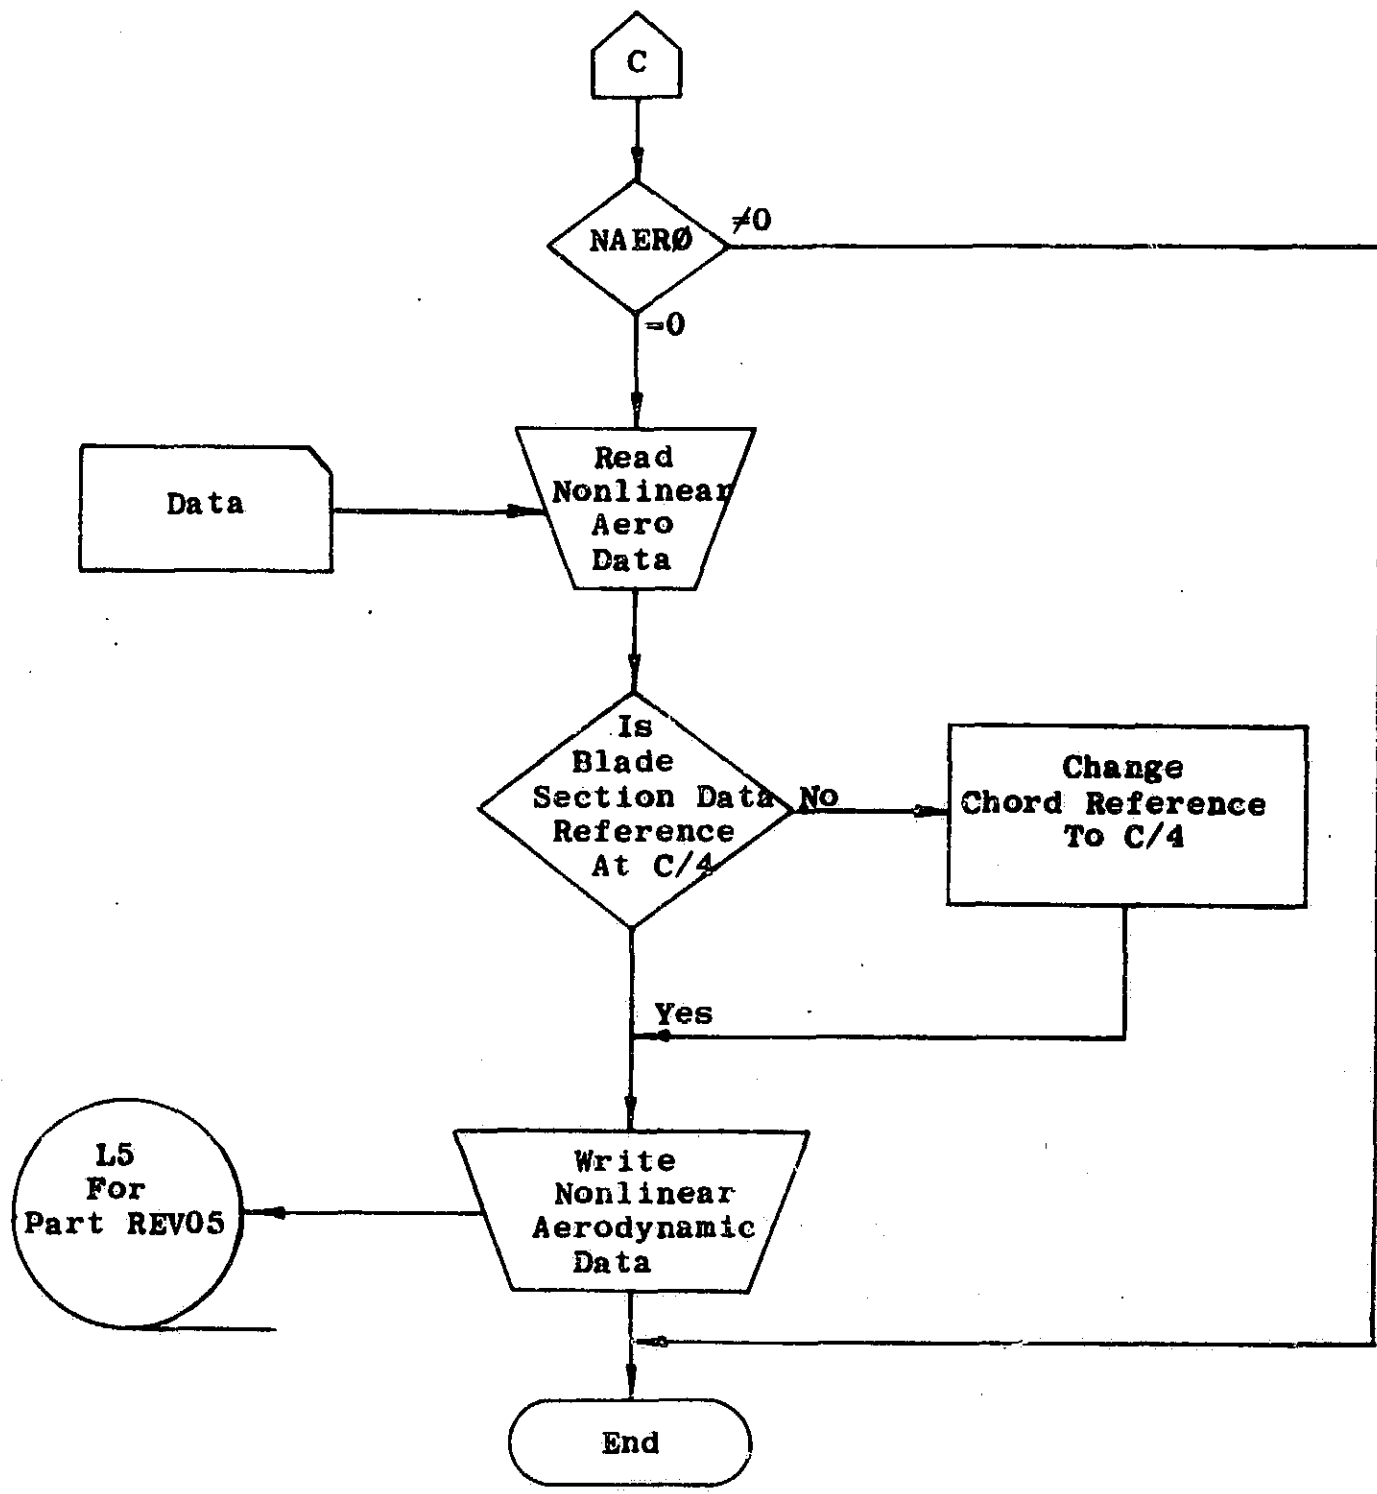 C
NAERØ
≠0
=0
Data
Read
Nonlinear
Aero
Data
Is
Blade
Section Data
Reference
At C/4
No
Change
Chord Reference
To C/4
Yes
L5
For
Part REV05
Write
Nonlinear
Aerodynamic
Data
End